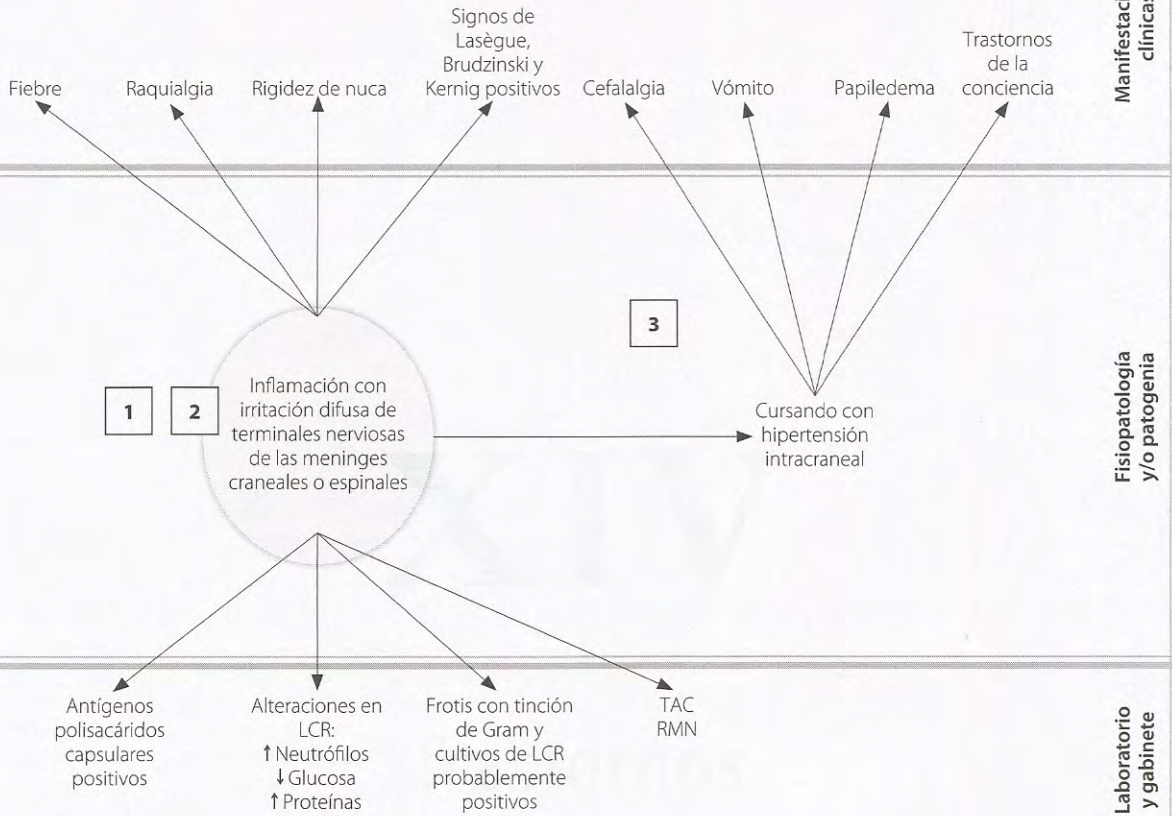 Signos de
Lasègue,
Brudzinski y
Kernig positivos
Fiebre
Raquialgia
Rigidez de nuca
Cefalalgia
Vómito
Papiledema
Trastornos
de la
conciencia
clínicas
1
2
Inflamación con
irritación difusa de
terminales nerviosas
de las meninges
craneales o espinales
3
Cursando con
hipertensión
intracraneal
Fisiopatología
y/o patogenia
Antígenos
polisacáridos
capsulares
positivos
Alteraciones en
LCR:
↑ Neutrófilos
↓ Glucosa
↑ Proteínas
Frotis con tinción
de Gram y
cultivos de LCR
probablemente
positivos
TAC
RMN
Laboratorio
y gabinete